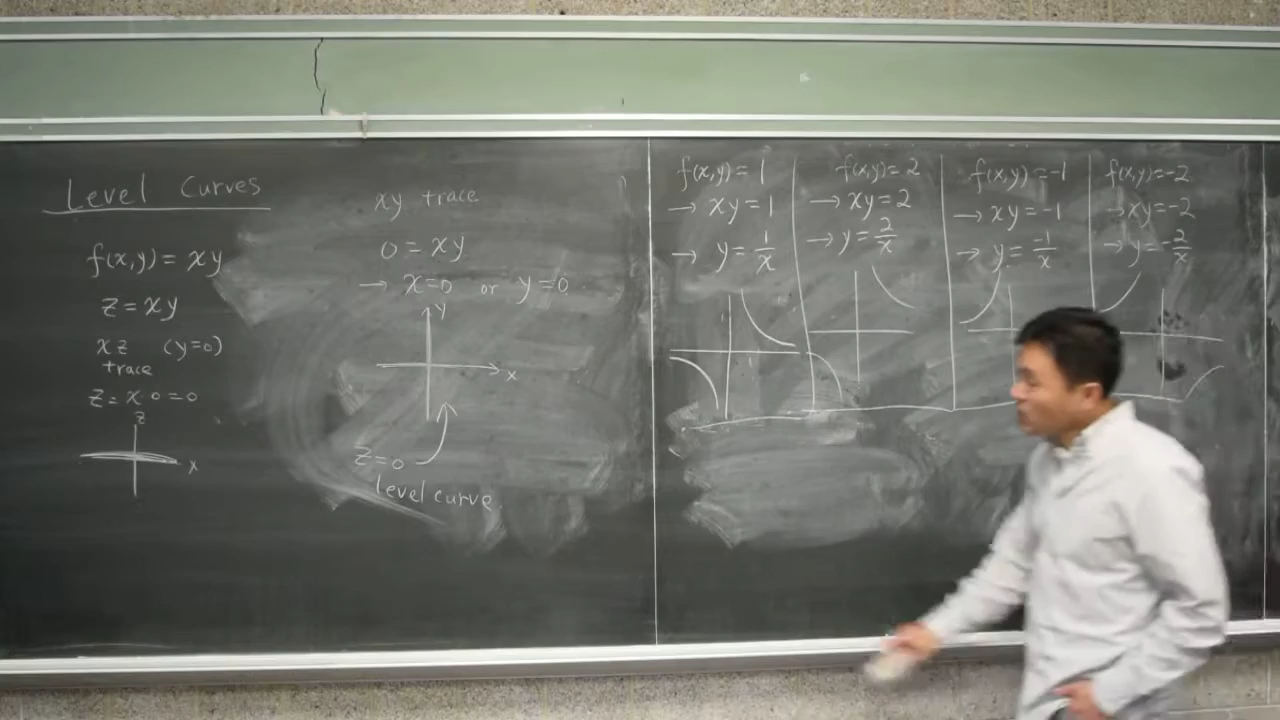 Level Curves
f(x,y) = xy
z = xy
xz (y=0)
trace
z = x·0 = 0
z
x
xy trace
0 = xy
→ x=0 or y=0
y
x
z=0
level curve
f(x,y) = 1
→ xy = 1
→ y = 1/x
f(x,y) = 2
→ xy = 2
→ y = 2/x
f(x,y) = -1
→ xy = -1
→ y = -1/x
f(x,y) = -2
→ xy = -2
→ y = -2/x